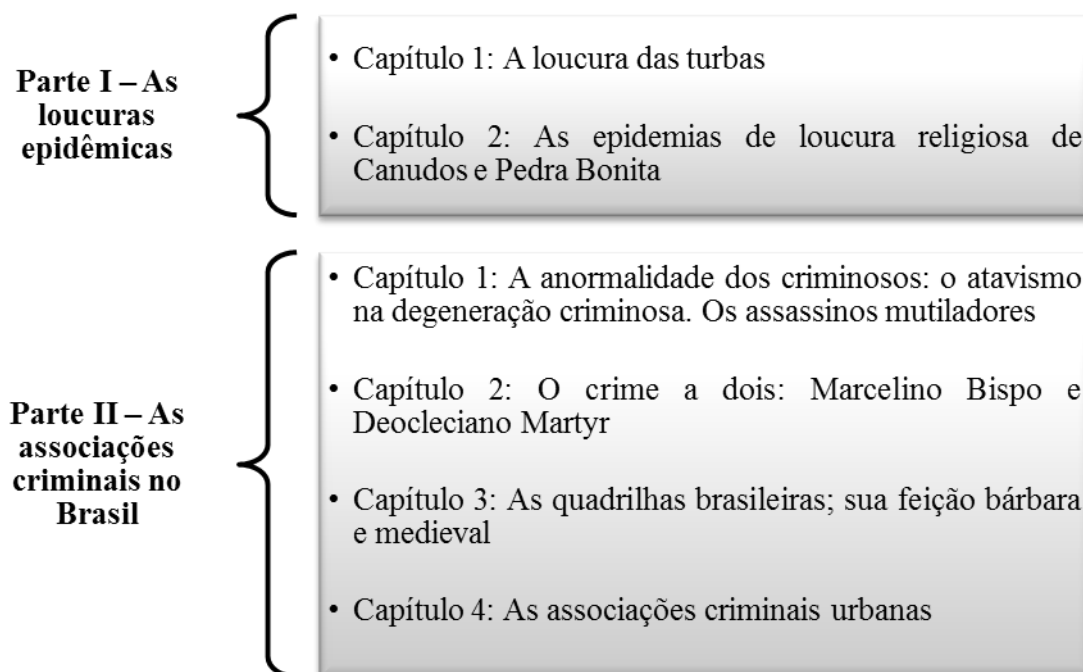 Parte I – As
loucuras
epidêmicas
• Capítulo 1: A loucura das turbas
• Capítulo 2: As epidemias de loucura religiosa de
Canudos e Pedra Bonita
Parte II – As
associações
criminais no
Brasil
• Capítulo 1: A anormalidade dos criminosos: o atavismo
na degeneração criminosa. Os assassinos mutiladores
• Capítulo 2: O crime a dois: Marcelino Bispo e
Deocleciano Martyr
• Capítulo 3: As quadrilhas brasileiras; sua feição bárbara
e medieval
• Capítulo 4: As associações criminais urbanas